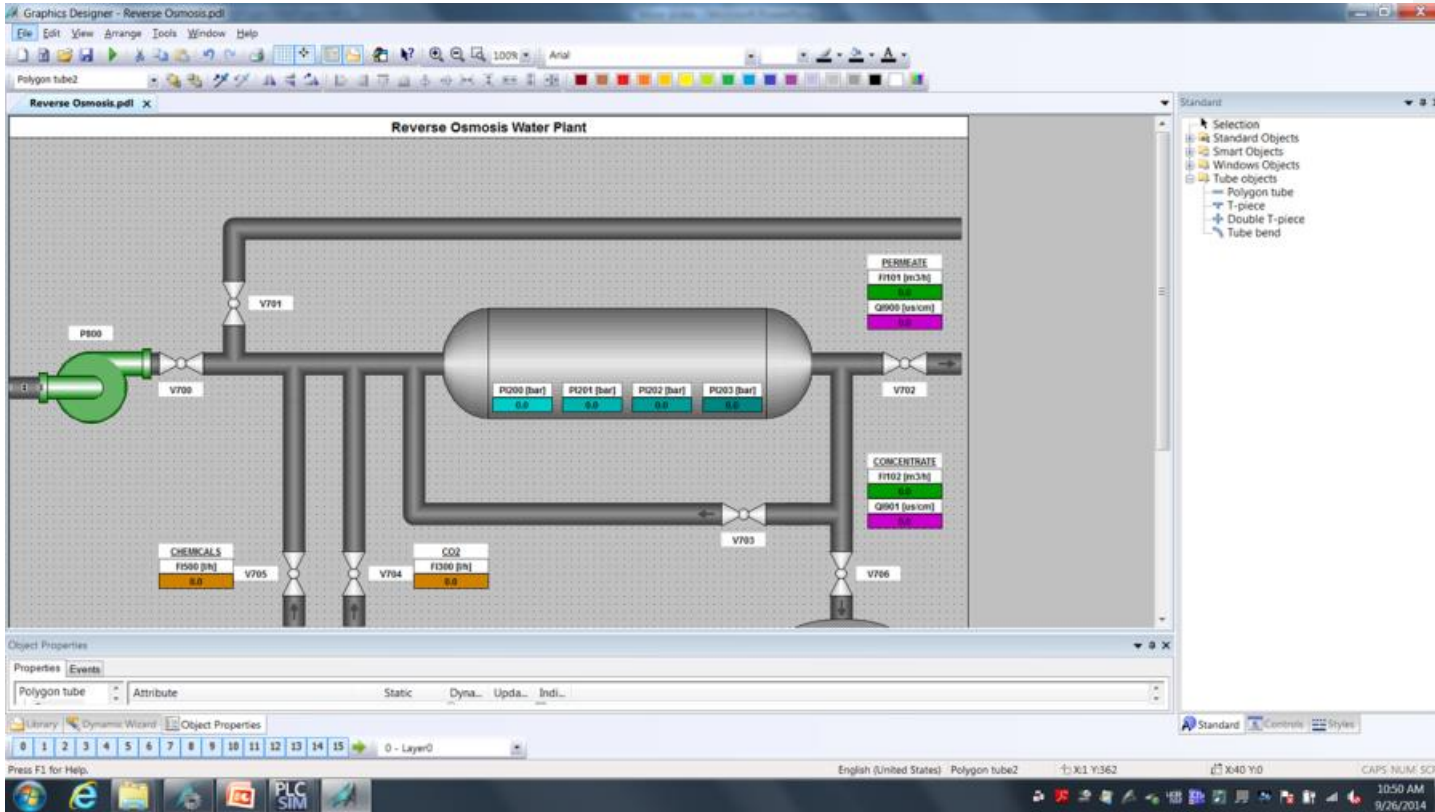 Graphics Designer - Reverse Osmosis.pdl
File Edit View Arrange Tools Window Help
100% Arial
Polygon tube2
Reverse Osmosis.pdl X
Reverse Osmosis Water Plant
V701
P800
V700
PI200 [bar] PI201 [bar] PI202 [bar] PI203 [bar]
0.0 0.0 0.0 0.0
PERMEATE
FI101 [m3/h]
0.0
QI900 [us/cm]
0.0
V702
CONCENTRATE
FI102 [m3/h]
0.0
QI901 [us/cm]
0.0
V703
CHEMICALS
FI500 [l/h]
0.0
V705
V704
CO2
FI300 [l/h]
0.0
V706
Standard
Selection
Standard Objects
Smart Objects
Windows Objects
Tube objects
Polygon tube
T-piece
Double T-piece
Tube bend
Object Properties
Properties Events
Polygon tube Attribute Static Dyna... Upda... Indi...
Library Dynamic Wizard Object Properties
Standard Controls Styles
0 1 2 3 4 5 6 7 8 9 10 11 12 13 14 15 0 - Layer0
Press F1 for Help. English (United States) Polygon tube2 X:1 Y:362 X:40 Y:0 CAPS NUM
PLC
SIM
10:50 AM
9/26/2014